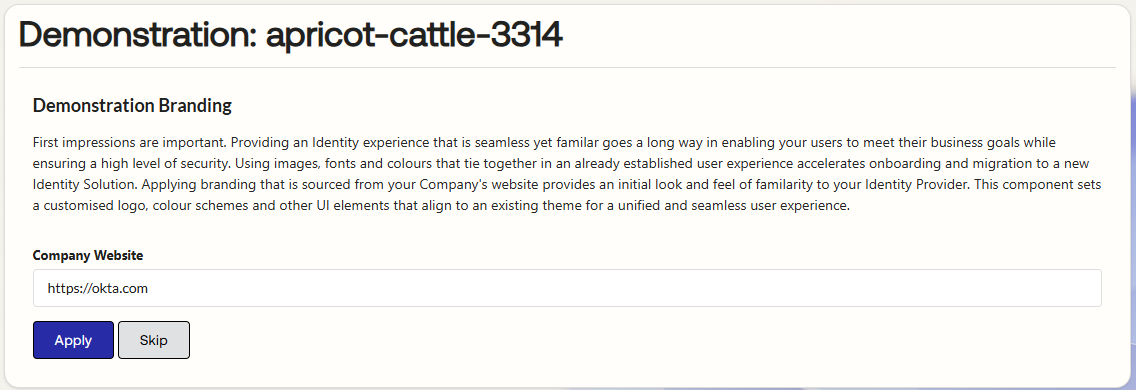 Demonstration: apricot-cattle-3314
Demonstration Branding
First impressions are important. Providing an Identity experience that is seamless yet familar goes a long way in enabling your users to meet their business goals while
ensuring a high level of security. Using images, fonts and colours that tie together in an already established user experience accelerates onboarding and migration to a new
Identity Solution. Applying branding that is sourced from your Company's website provides an initial look and feel of familarity to your Identity Provider. This component sets
a customised logo, colour schemes and other UI elements that align to an existing theme for a unified and seamless user experience.
Company Website
https://okta.com
Apply Skip